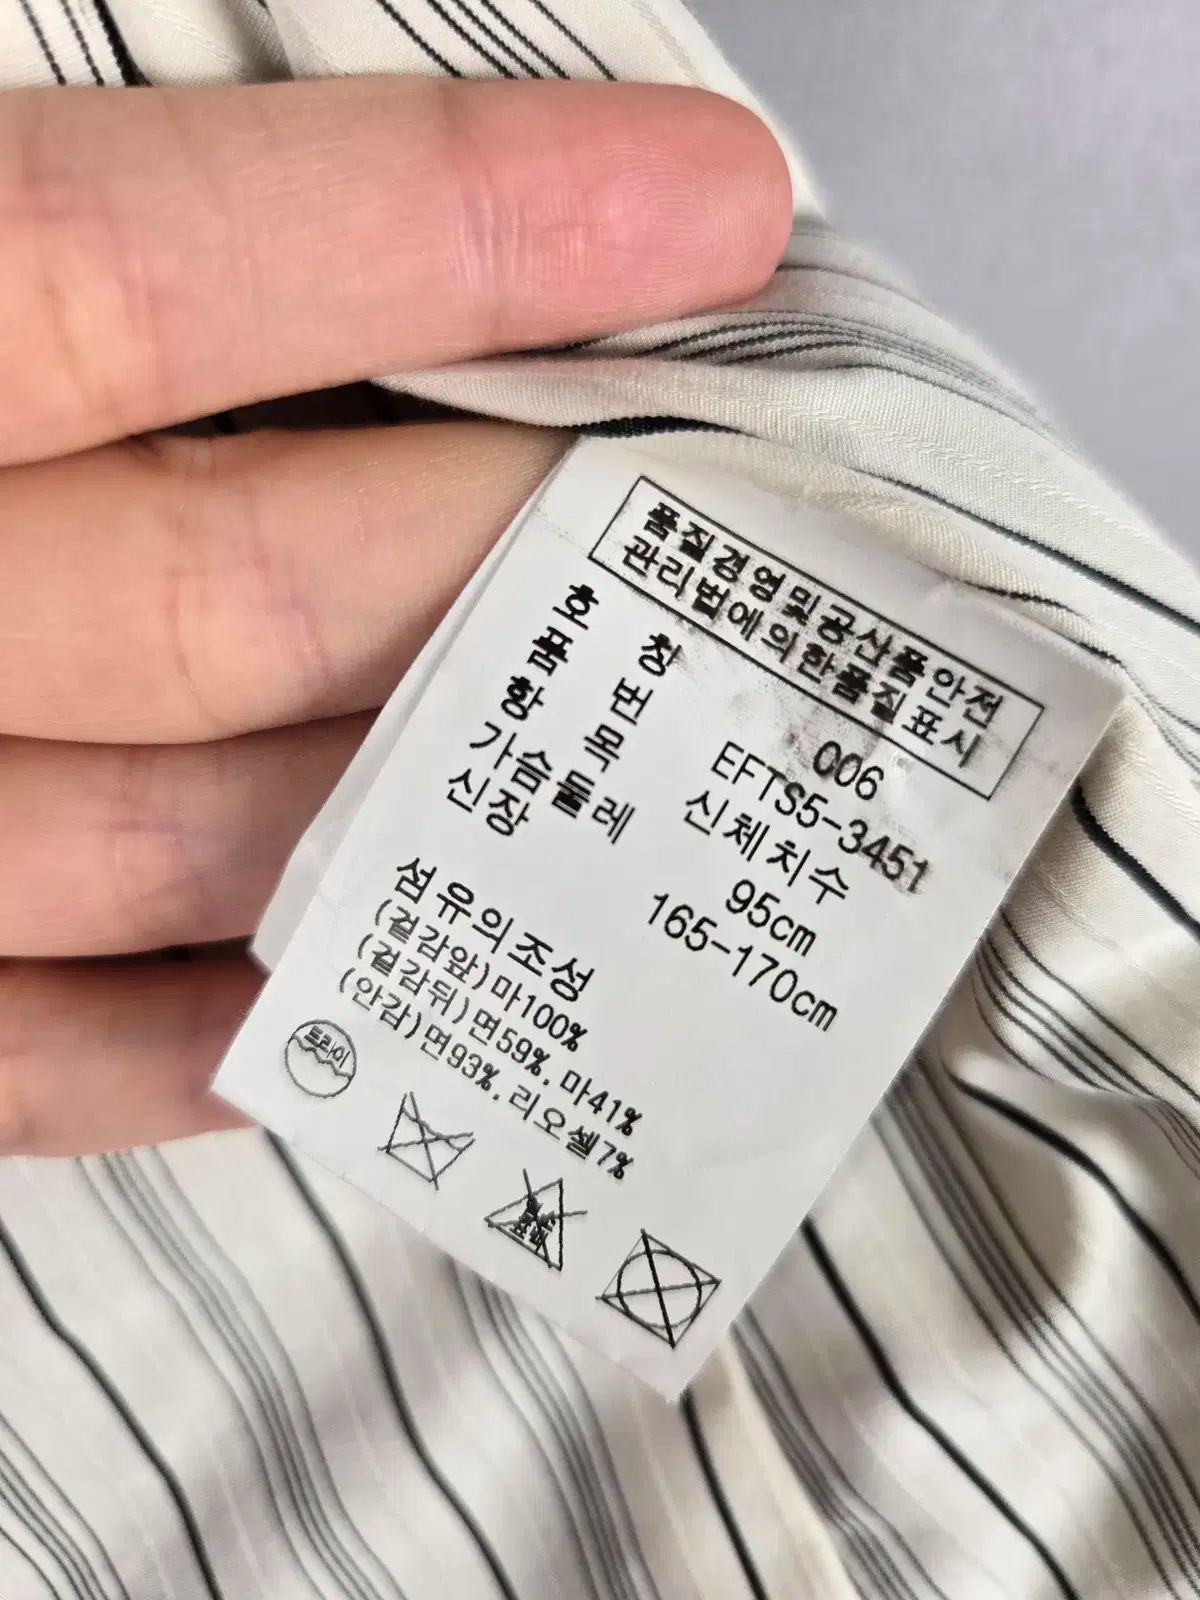 품질경영및공산품안전
관리법에의한품질표시
호 칭 006
품 번 EFTS5-3451
항 목 신체치수
가슴둘레 95cm
신장 165-170cm
섬유의조성
(겉감앞)마100%
(겉감뒤)면59%.마41%
(안감)면93%.리오셀7%
드라이